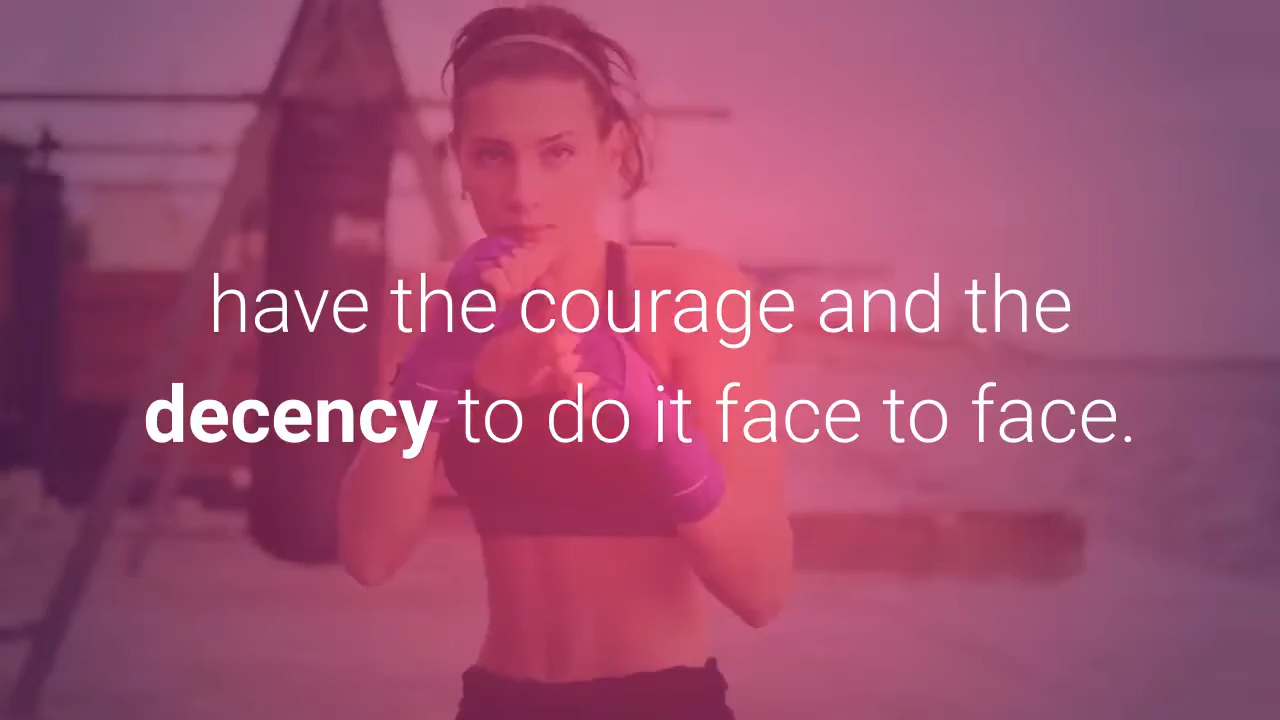 have the courage and the
decency to do it face to face.